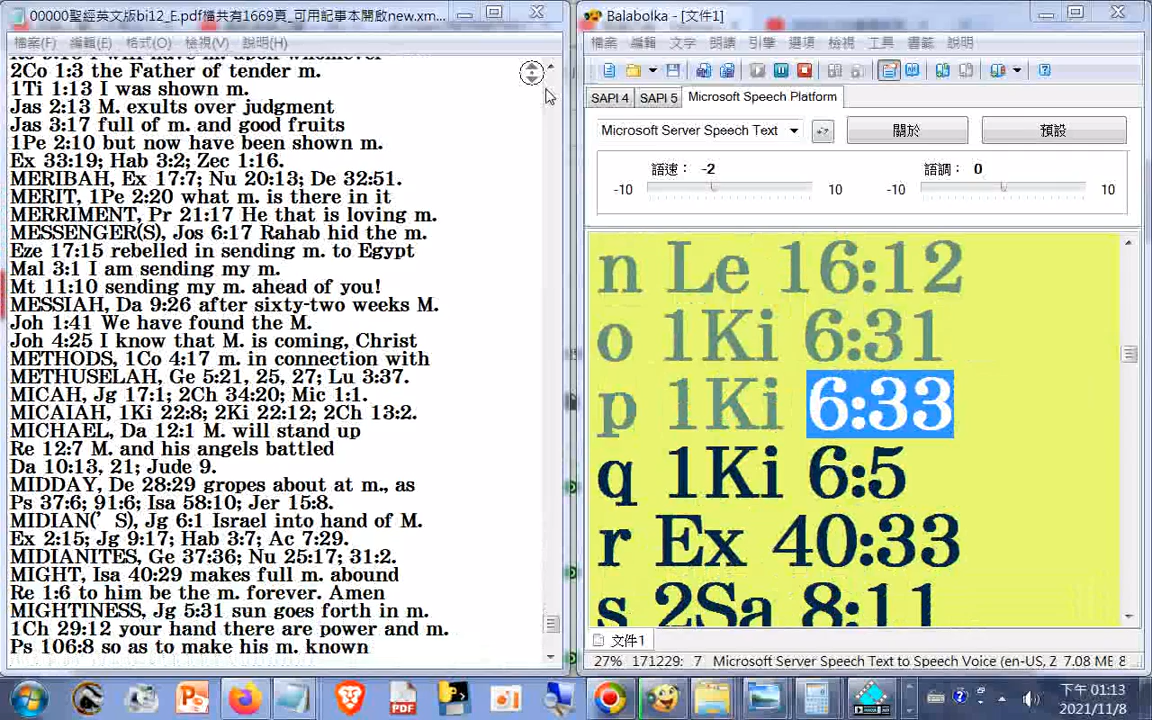 00000聖經英文版bi12_E.pdf檔共有1669頁_可用記事本開啟new.xm...
檔案(F) 編輯(E) 格式(O) 檢視(V) 說明(H)
2Co 1:3 the Father of tender m.
1Ti 1:13 I was shown m.
Jas 2:13 M. exults over judgment
Jas 3:17 full of m. and good fruits
1Pe 2:10 but now have been shown m.
Ex 33:19; Hab 3:2; Zec 1:16.
MERIBAH, Ex 17:7; Nu 20:13; De 32:51.
MERIT, 1Pe 2:20 what m. is there in it
MERRIMENT, Pr 21:17 He that is loving m.
MESSENGER(S), Jos 6:17 Rahab hid the m.
Eze 17:15 rebelled in sending m. to Egypt
Mal 3:1 I am sending my m.
Mt 11:10 sending my m. ahead of you!
MESSIAH, Da 9:26 after sixty-two weeks M.
Joh 1:41 We have found the M.
Joh 4:25 I know that M. is coming, Christ
METHODS, 1Co 4:17 m. in connection with
METHUSELAH, Ge 5:21, 25, 27; Lu 3:37.
MICAH, Jg 17:1; 2Ch 34:20; Mic 1:1.
MICAIAH, 1Ki 22:8; 2Ki 22:12; 2Ch 13:2.
MICHAEL, Da 12:1 M. will stand up
Re 12:7 M. and his angels battled
Da 10:13, 21; Jude 9.
MIDDAY, De 28:29 gropes about at m., as
Ps 37:6; 91:6; Isa 58:10; Jer 15:8.
MIDIAN(’S), Jg 6:1 Israel into hand of M.
Ex 2:15; Jg 9:17; Hab 3:7; Ac 7:29.
MIDIANITES, Ge 37:36; Nu 25:17; 31:2.
MIGHT, Isa 40:29 makes full m. abound
Re 1:6 to him be the m. forever. Amen
MIGHTINESS, Jg 5:31 sun goes forth in m.
1Ch 29:12 your hand there are power and m.
Ps 106:8 so as to make his m. known
Balabolka - [文件1]
檔案 編輯 文字 朗讀 引擎 選項 檢視 工具 書籤 說明
SAPI 4 SAPI 5 Microsoft Speech Platform
Microsoft Server Speech Text 關於 預設
語速： -2 語調： 0
-10 10 -10 10
n Le 16:12
o 1Ki 6:31
p 1Ki 6:33
q 1Ki 6:5
r Ex 40:33
s 2Sa 8:11
文件1
27% 171229: 7 Microsoft Server Speech Text to Speech Voice (en-US, Z 7.08 MB 8
下午 01:13
2021/11/8